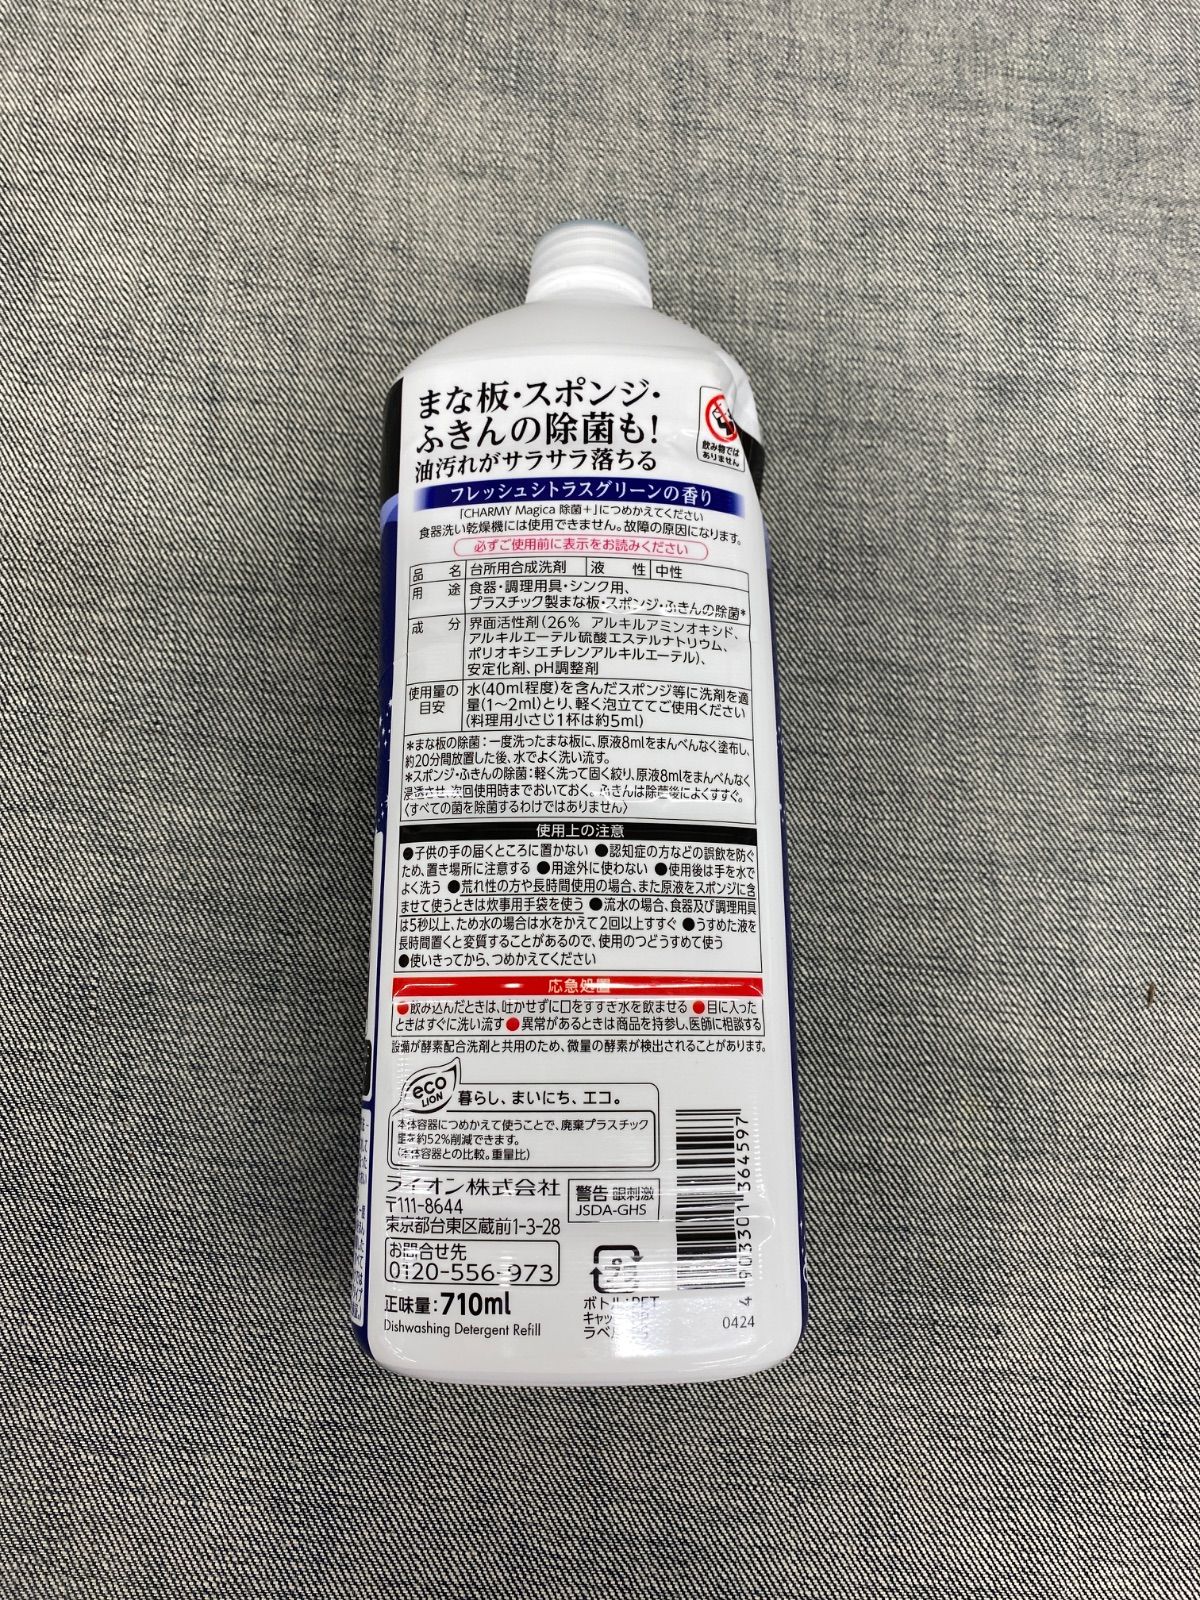 まな板・スポンジ・
ふきんの除菌も!
油汚れがサラサラ落ちる
飲み物では
ありません
フレッシュシトラスグリーンの香り
「CHARMY Magica 除菌+」につめかえてください
食器洗い乾燥機には使用できません。故障の原因になります。
必ずご使用前に表示をお読みください
品名 台所用合成洗剤 液性 中性
用途 食器・調理用具・シンク用、
プラスチック製まな板・スポンジ・ふきんの除菌*
成分 界面活性剤(26% アルキルアミンオキシド、
アルキルエーテル硫酸エステルナトリウム、
ポリオキシエチレンアルキルエーテル)、
安定化剤、pH調整剤
使用量の目安 水(40ml程度)を含んだスポンジ等に洗剤を適
量(1～2ml)とり、軽く泡立ててご使用ください
(料理用小さじ1杯は約5ml)
*まな板の除菌:一度洗ったまな板に、原液8mlをまんべんなく塗布し、
約20分間放置した後、水でよく洗い流す。
*スポンジ・ふきんの除菌:軽く洗って固く絞り、原液8mlをまんべんなく
浸透させ、次回使用時までおいておく。ふきんは除菌後によくすすぐ。
〈すべての菌を除菌するわけではありません〉
使用上の注意
●子供の手の届くところに置かない ●認知症の方などの誤飲を防ぐ
ため、置き場所に注意する ●用途外に使わない ●使用後は手を水で
よく洗う ●荒れ性の方や長時間使用の場合、また原液をスポンジに含
ませて使うときは炊事用手袋を使う ●流水の場合、食器及び調理用具
は5秒以上、ため水の場合は水をかえて2回以上すすぐ ●うすめた液を
長時間置くと変質することがあるので、使用のつどうすめて使う
●使いきってから、つめかえてください
応急処置
●飲み込んだときは、吐かせずに口をすすぎ水を飲ませる ●目に入った
ときはすぐに洗い流す ●異常があるときは商品を持参し、医師に相談する
設備が酵素配合洗剤と共用のため、微量の酵素が検出されることがあります。
eco
LION
暮らし、まいにち、エコ。
本体容器につめかえて使うことで、廃棄プラスチック
量を約52%削減できます。
(本体容器との比較。重量比)
ライオン株式会社
〒111-8644
東京都台東区蔵前1-3-28
お問合せ先
0120-556-973
警告 眼刺激
JSDA-GHS
正味量:710ml
Dishwashing Detergent Refill
プラ
ボトル:PET
4 903301 364597
0424